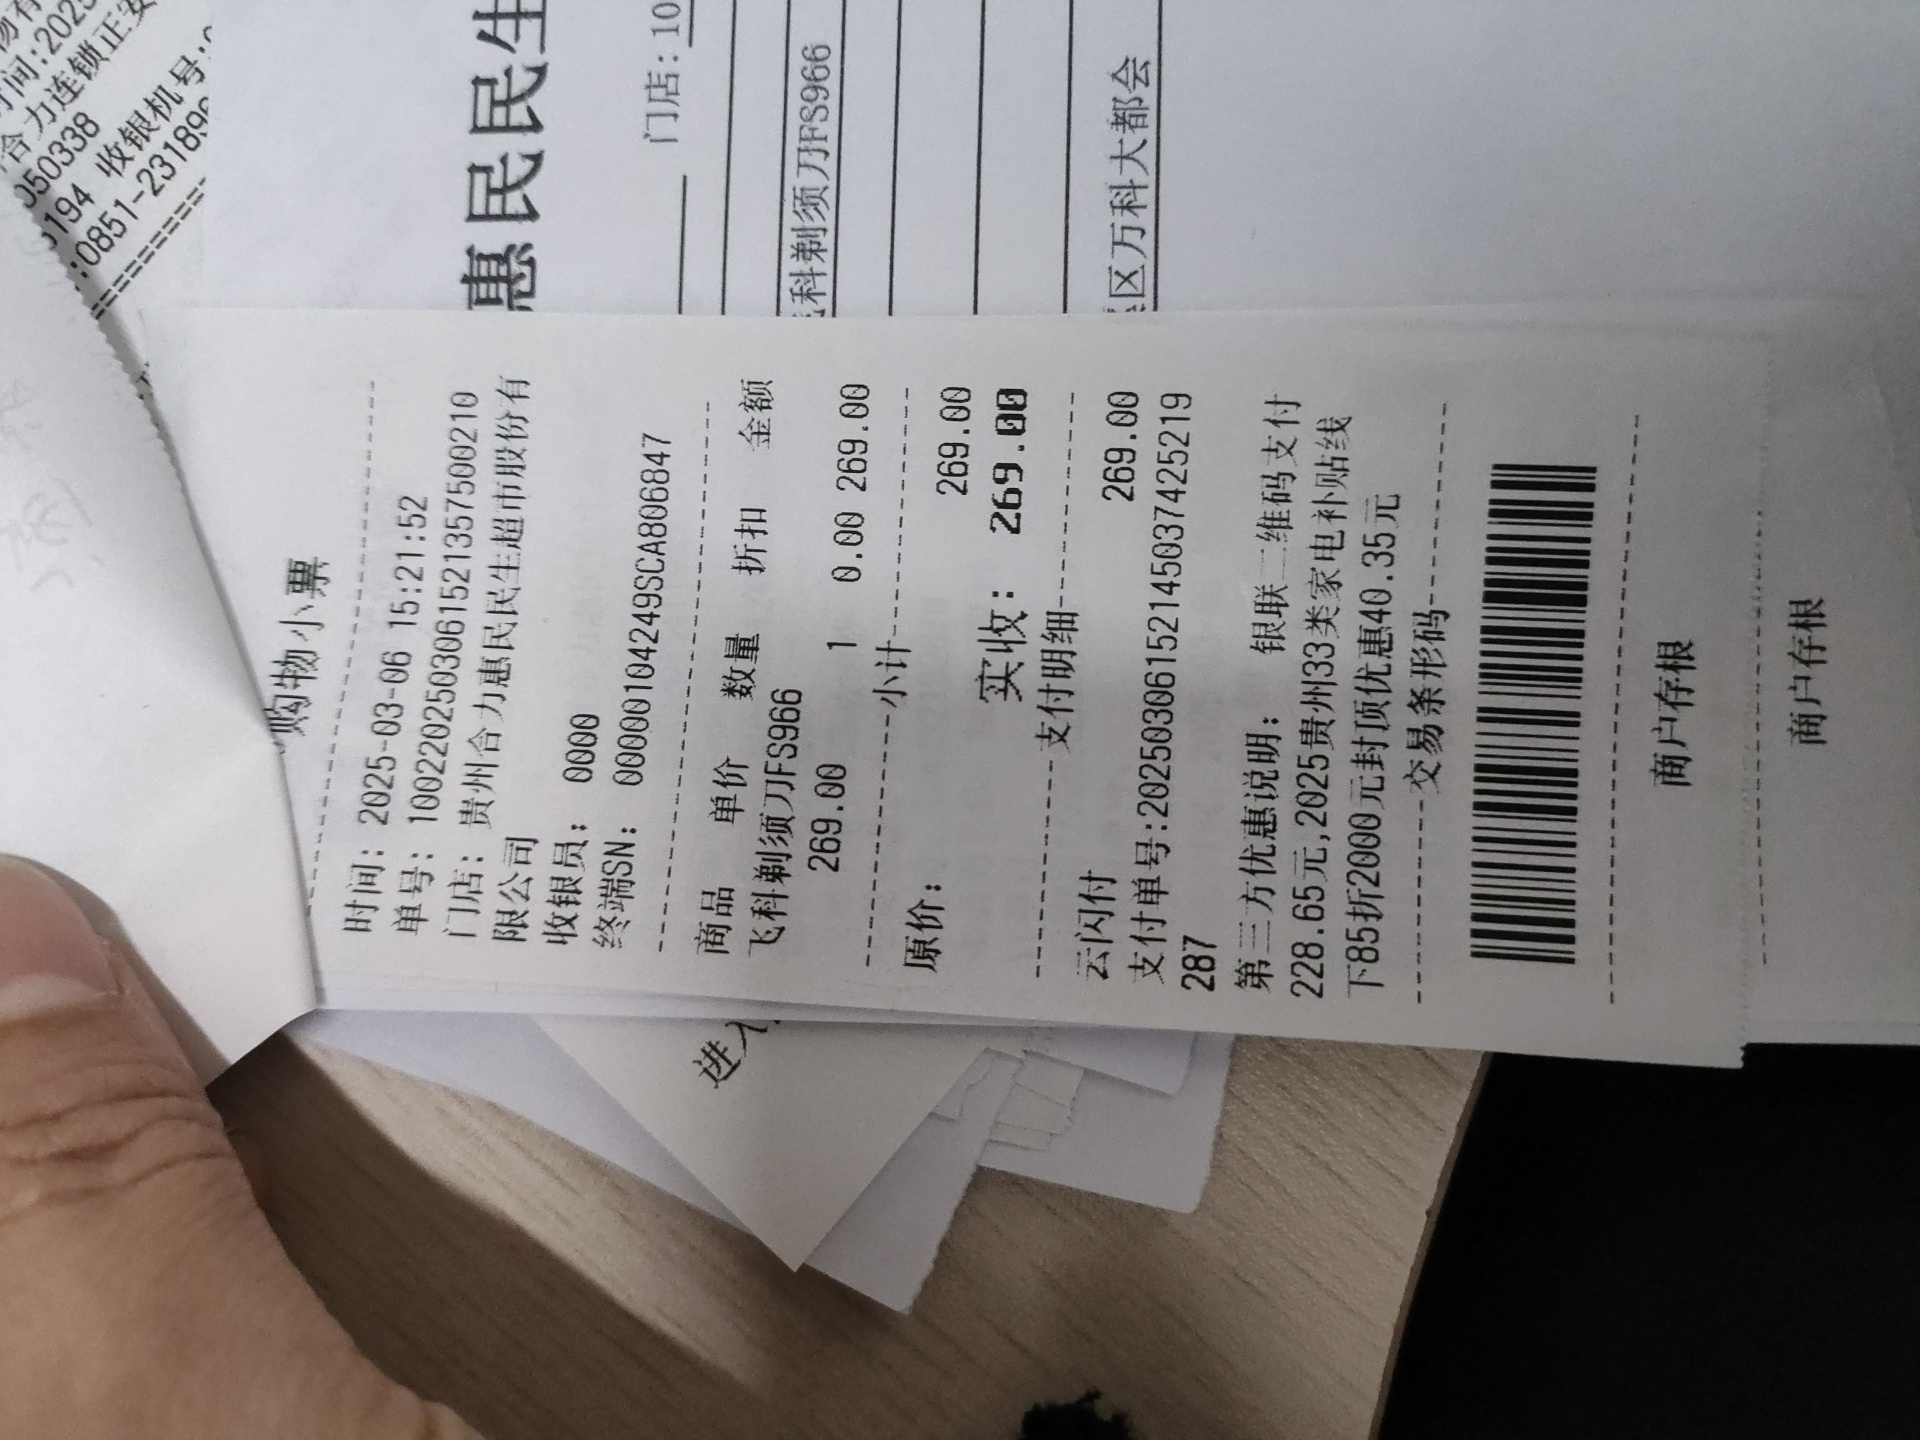 购物小票
时间: 2025-03-06 15:21:52
单号: 1002202503061521357500210
门店: 贵州合力惠民民生超市股份有
限公司
收银员: 0000
终端SN: 00000104249SCA806847
商品 单价 数量 折扣 金额
飞科剃须刀FS966
269.00 1 0.00 269.00
小计
原价: 269.00
实收: 269.00
支付明细
云闪付 269.00
支付单号:2025030615214503742521​9
287
第三方优惠说明: 银联二维码支付
228.65元,2025贵州33类家电补贴线
下85折2000元封顶优惠40.35元
交易条形码
商户存根
商户存根
惠民民生
门店: 10
科剃须刀FS966
区万科大都会
时间:2025
合力连锁正安
050338
194 收银机号:
:0851-23189
进